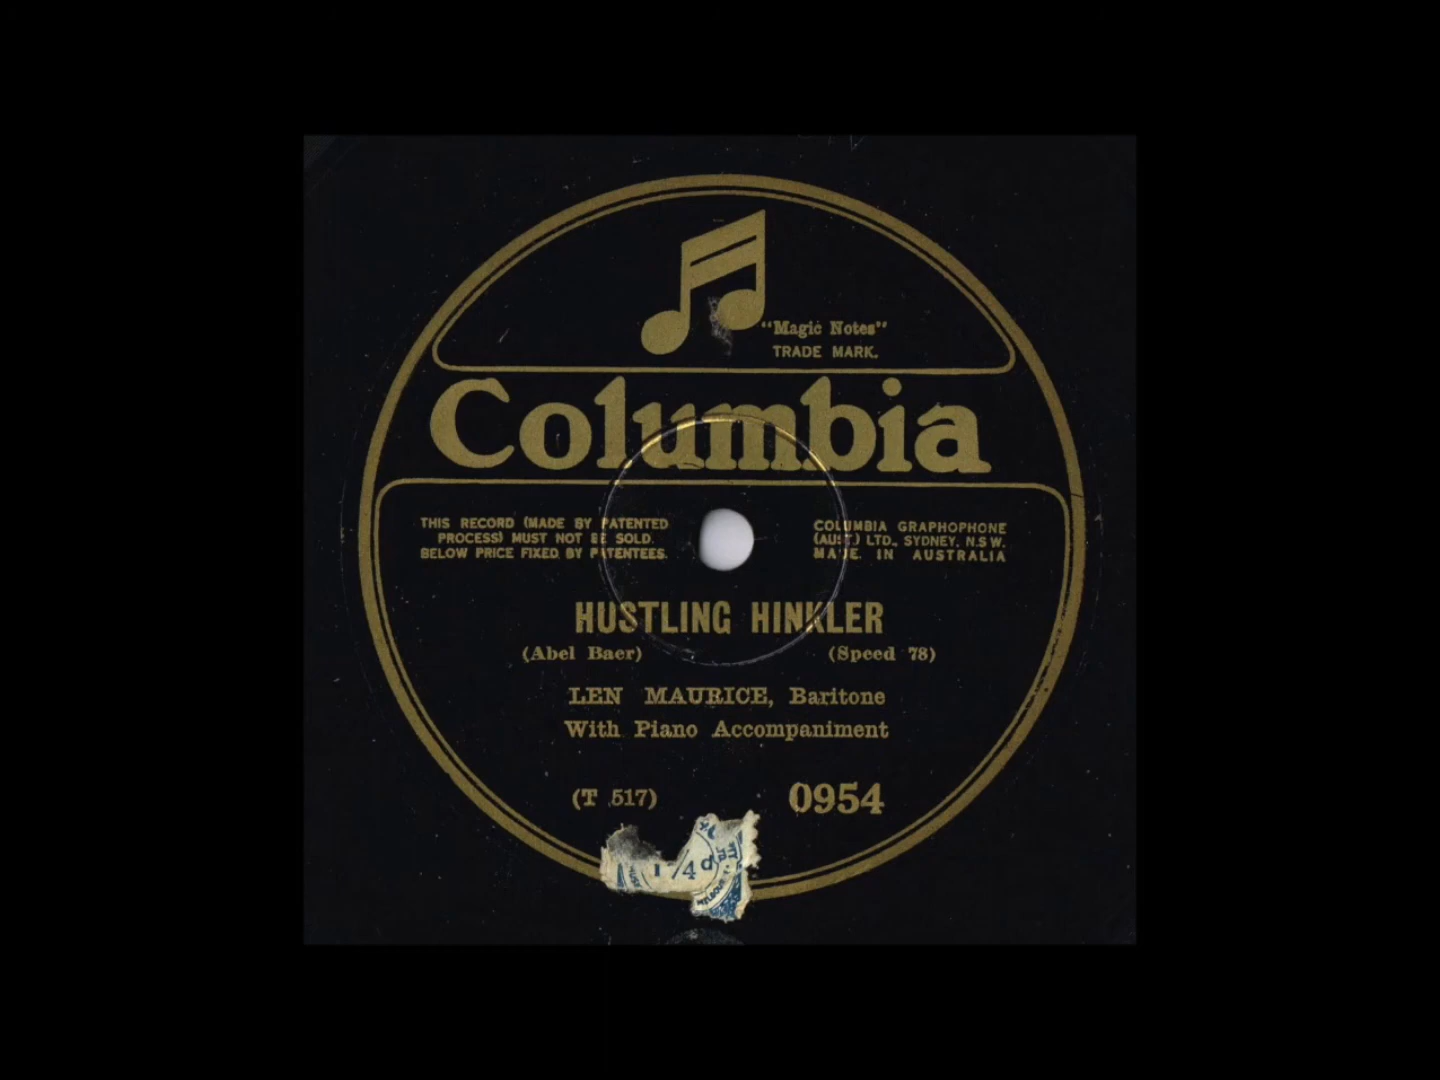 "Magic Notes"
TRADE MARK.
Columbia
THIS RECORD (MADE BY PATENTED
PROCESS) MUST NOT BE SOLD
BELOW PRICE FIXED BY PATENTEES.
COLUMBIA GRAPHOPHONE
(AUST.) LTD., SYDNEY, N.S.W.
MADE IN AUSTRALIA
HUSTLING HINKLER
(Abel Baer) (Speed 78)
LEN MAURICE, Baritone
With Piano Accompaniment
(T 517) 0954
1/4d